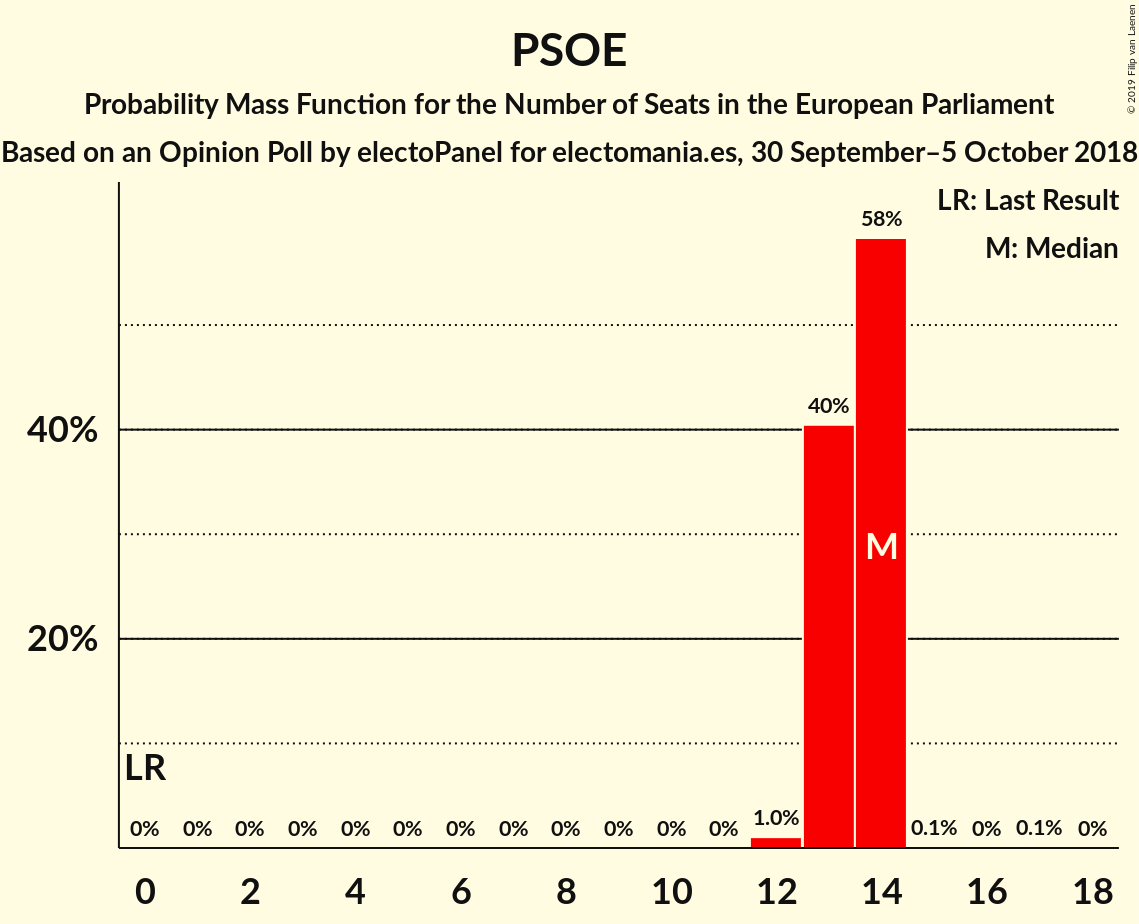 PSOE
Probability Mass Function for the Number of Seats in the European Parliament
Based on an Opinion Poll by electoPanel for electomania.es, 30 September–5 October 2018
© 2019 Filip van Laenen
LR: Last Result
M: Median
58%
40%
40%
M
20%
LR
0% 0% 0% 0% 0% 0% 0% 0% 0% 0% 0% 0% 1.0% 0.1% 0% 0.1% 0%
0 2 4 6 8 10 12 14 16 18